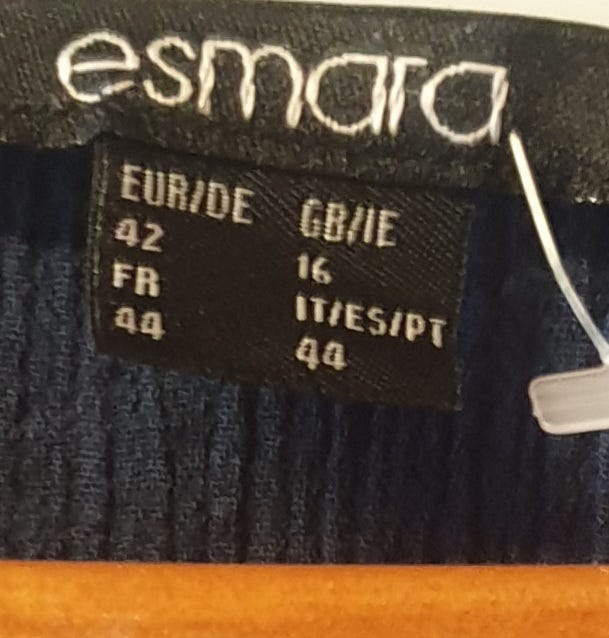 esmara
EUR/DE
42
FR
44
GB/IE
16
IT/ES/PT
44